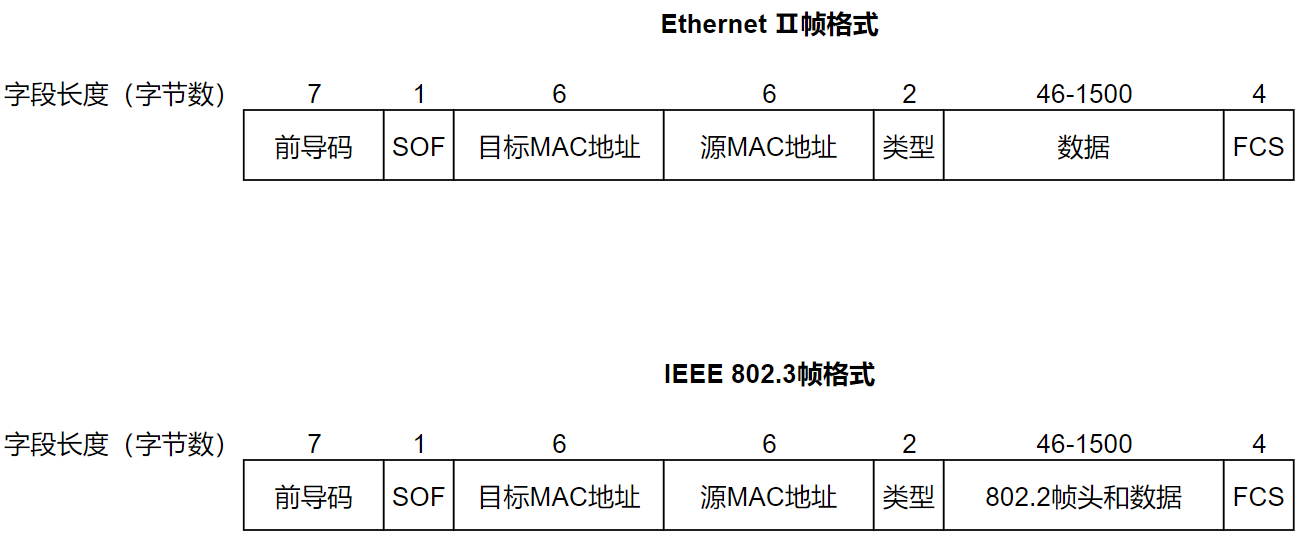 Ethernet Ⅱ帧格式
字段长度（字节数） 7 1 6 6 2 46-1500 4
前导码 SOF 目标MAC地址 源MAC地址 类型 数据 FCS
IEEE 802.3帧格式
字段长度（字节数） 7 1 6 6 2 46-1500 4
前导码 SOF 目标MAC地址 源MAC地址 类型 802.2帧头和数据 FCS